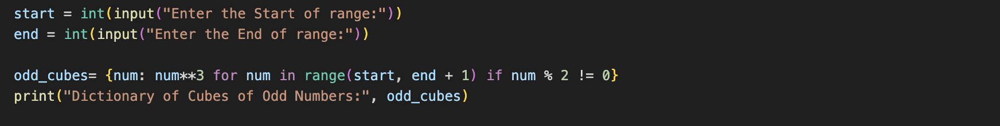 start = int(input("Enter the Start of range:"))
end = int(input("Enter the End of range:"))
odd_cubes= {num: num**3 for num in range(start, end + 1) if num % 2 != 0}
print("Dictionary of Cubes of Odd Numbers:", odd_cubes)